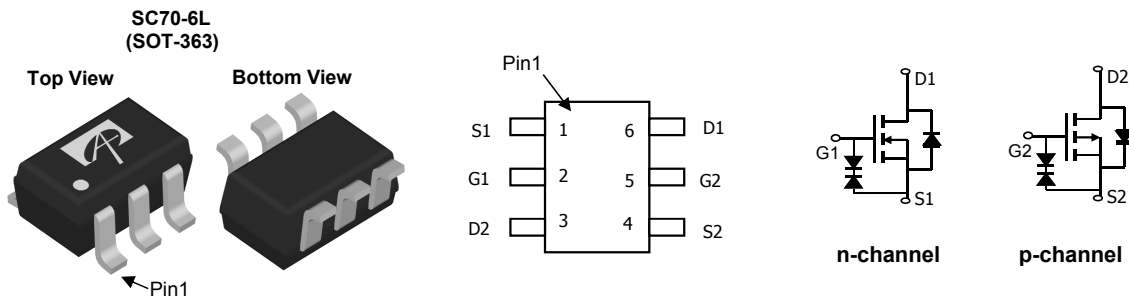 SC70-6L
(SOT-363)
Top View
Bottom View
Pin1
Pin1
S1
1
6
D1
G1
2
5
G2
D2
3
4
S2
D1
G1
S1
n-channel
D2
G2
S2
p-channel